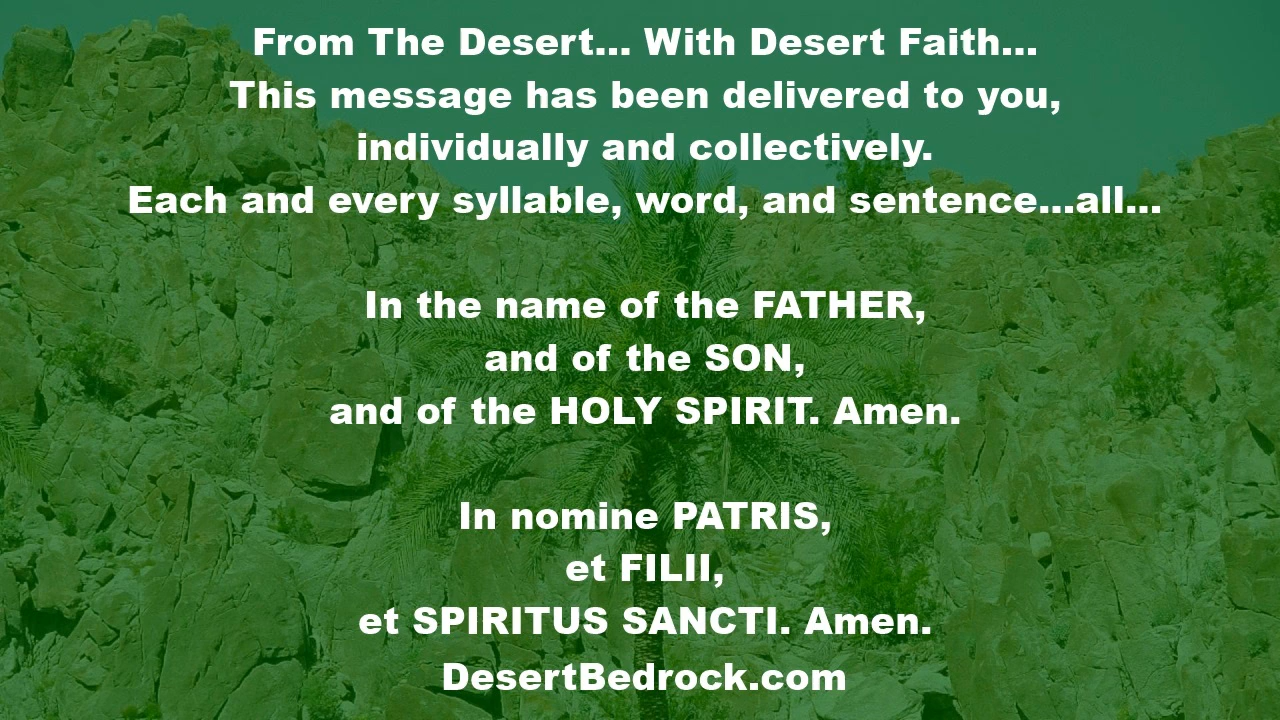 From The Desert... With Desert Faith...
This message has been delivered to you,
individually and collectively.
Each and every syllable, word, and sentence...all...
In the name of the FATHER,
and of the SON,
and of the HOLY SPIRIT. Amen.
In nomine PATRIS,
et FILII,
et SPIRITUS SANCTI. Amen.
DesertBedrock.com